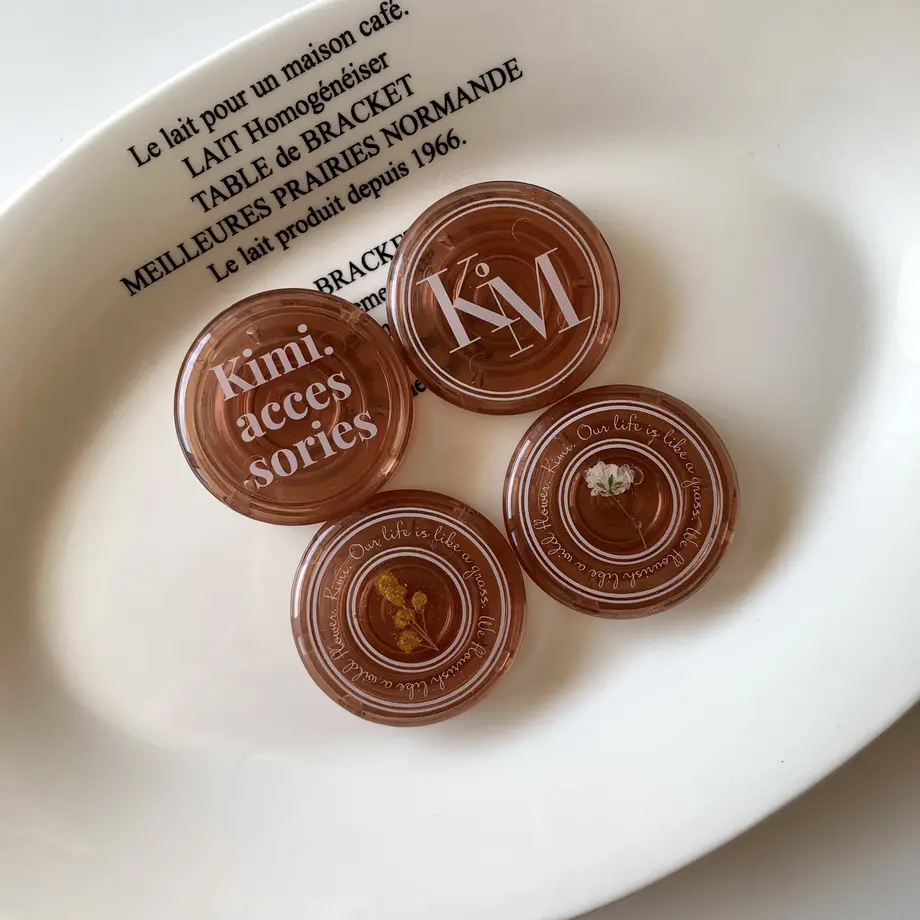 Le lait pour un maison café.
LAIT Homogénéiser
TABLE de BRACKET
MEILLEURES PRAIRIES NORMANDE
Le lait produit depuis 1966.
BRACKE
Kimi.
acces
sories
KiM
Kimi. Our life is like a grass. We flourish like a wild flower.
Kimi. Our life is like a grass. We flourish like a wild flower.